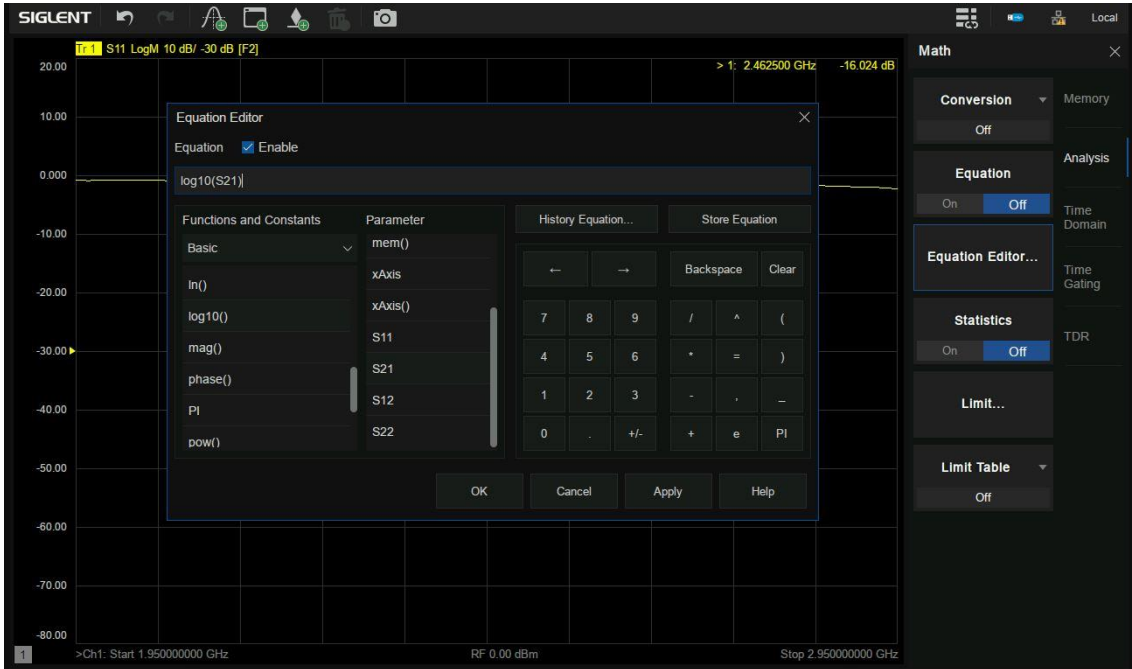 SIGLENT
Local
Tr 1 S11 LogM 10 dB/ -30 dB [F2]
> 1: 2.462500 GHz -16.024 dB
20.00
10.00
0.000
-10.00
-20.00
-30.00
-40.00
-50.00
-60.00
-70.00
-80.00
Equation Editor
Equation Enable
log10(S21)
Functions and Constants
Basic
ln()
log10()
mag()
phase()
PI
pow()
Parameter
mem()
xAxis
xAxis()
S11
S21
S12
S22
History Equation... Store Equation
← → Backspace Clear
7 8 9 / ^ (
4 5 6 * = )
1 2 3 - , _
0 . +/- + e PI
OK Cancel Apply Help
1 >Ch1: Start 1.950000000 GHz RF 0.00 dBm Stop 2.950000000 GHz
Math
Conversion
Off
Equation
On Off
Equation Editor...
Statistics
On Off
Limit...
Limit Table
Off
Memory
Analysis
Time
Domain
Time
Gating
TDR